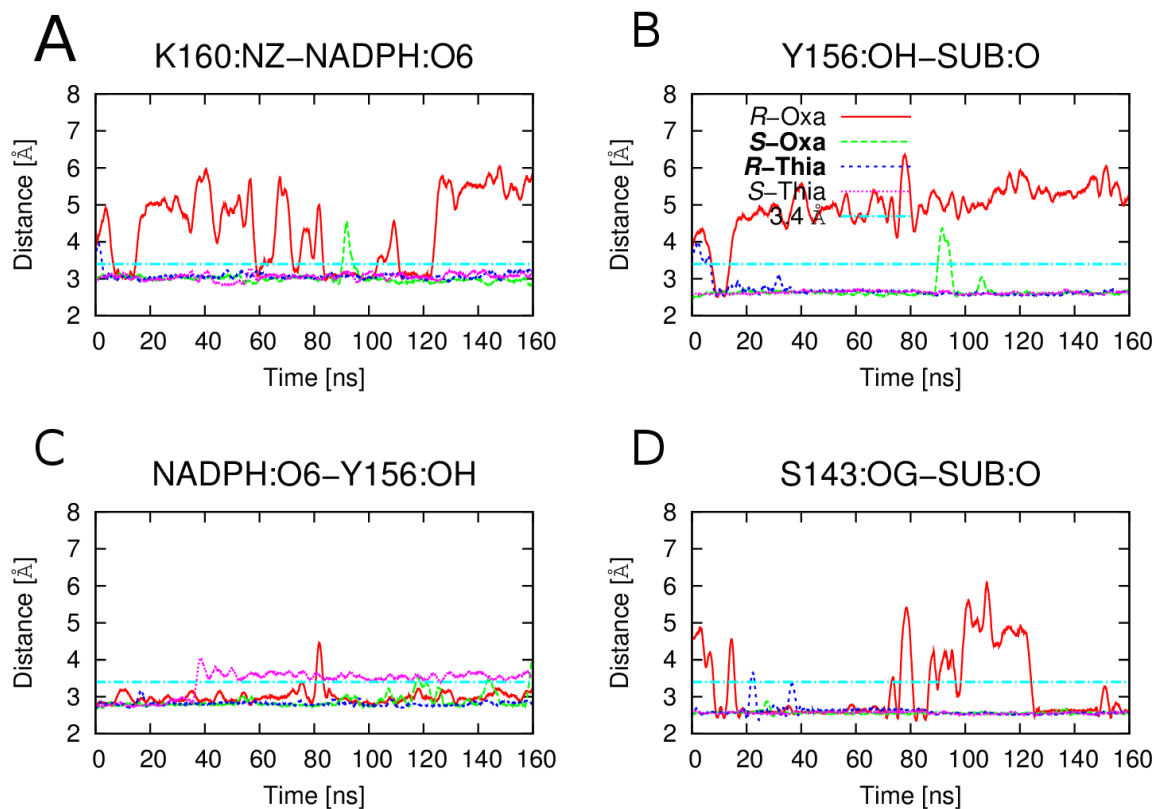 A
K160:NZ–NADPH:O6
Distance [Å]
8
7
6
5
4
3
2
0 20 40 60 80 100 120 140 160
Time [ns]
B
Y156:OH–SUB:O
Distance [Å]
8
7
6
5
4
3
2
R–Oxa
S–Oxa
R–Thia
S–Thia
3.4 Å
0 20 40 60 80 100 120 140 160
Time [ns]
C
NADPH:O6–Y156:OH
Distance [Å]
8
7
6
5
4
3
2
0 20 40 60 80 100 120 140 160
Time [ns]
D
S143:OG–SUB:O
Distance [Å]
8
7
6
5
4
3
2
0 20 40 60 80 100 120 140 160
Time [ns]